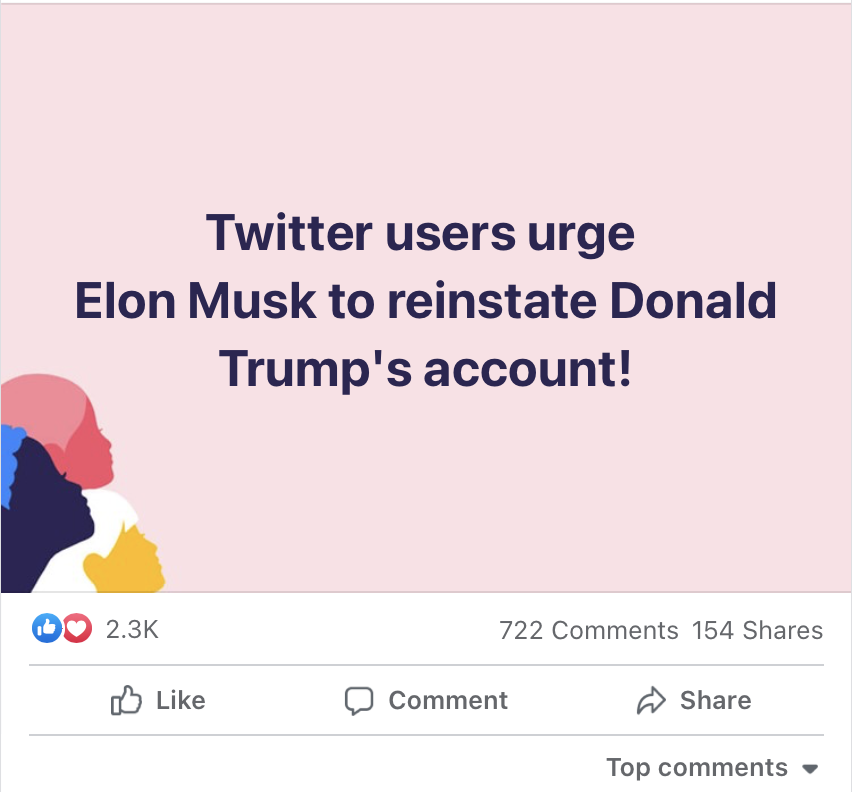 Twitter users urge
Elon Musk to reinstate Donald
Trump's account!
2.3K 722 Comments 154 Shares
Like Comment Share
Top comments